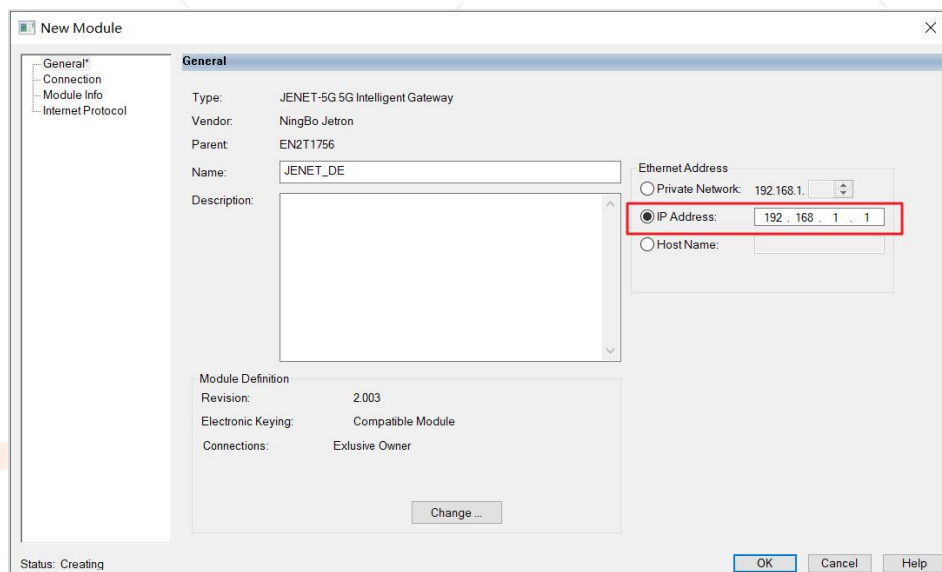 New Module
General*
Connection
Module Info
Internet Protocol
General
Type: JENET-5G 5G Intelligent Gateway
Vendor: NingBo Jetron
Parent: EN2T1756
Name: JENET_DE
Description:
Ethernet Address
Private Network: 192.168.1.
IP Address: 192 . 168 . 1 . 1
Host Name:
Module Definition
Revision: 2.003
Electronic Keying: Compatible Module
Connections: Exlusive Owner
Change ...
Status: Creating
OK Cancel Help